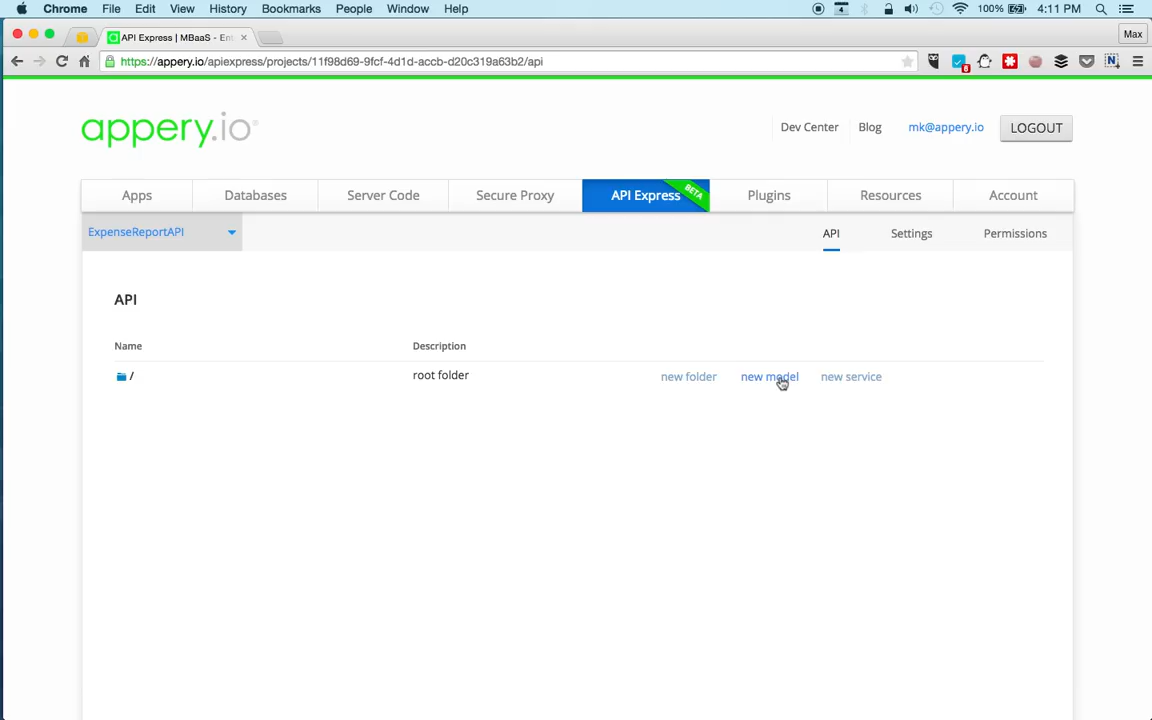 Chrome File Edit View History Bookmarks People Window Help 4 100% 4:11 PM
API Express | MBaaS - Ent Max
https://appery.io/apiexpress/projects/11f98d69-9fcf-4d1d-accb-d20c319a63b2/api 8 N
appery.io Dev Center Blog mk@appery.io LOGOUT
Apps Databases Server Code Secure Proxy API Express BETA Plugins Resources Account
ExpenseReportAPI API Settings Permissions
API
Name Description
/ root folder new folder new model new service